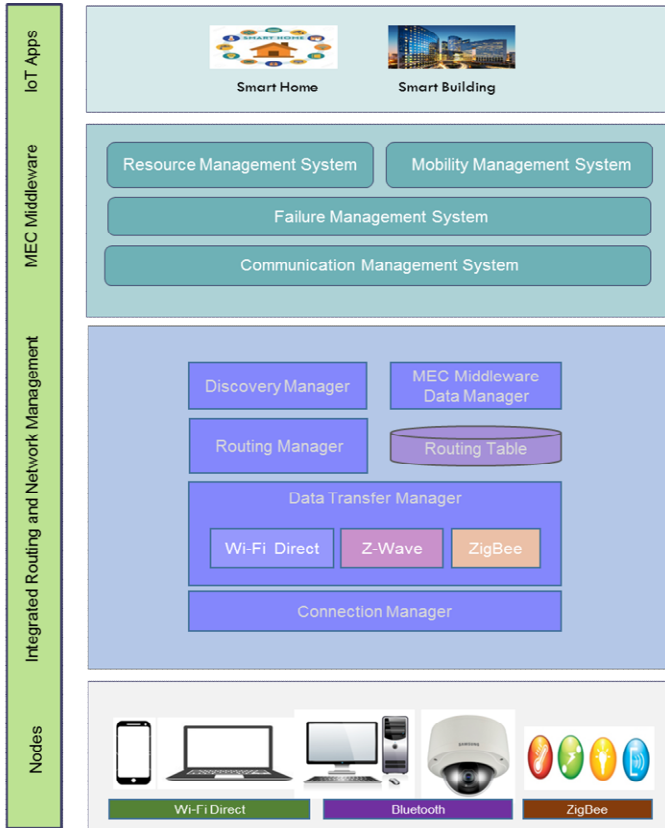 IoT Apps
SMART HOME
Smart Home
Smart Building
MEC Middleware
Resource Management System
Mobility Management System
Failure Management System
Communication Management System
Integrated Routing and Network Management
Discovery Manager
MEC Middleware
Data Manager
Routing Manager
Routing Table
Data Transfer Manager
Wi-Fi Direct
Z-Wave
ZigBee
Connection Manager
Nodes
SAMSUNG
Wi-Fi Direct
Bluetooth
ZigBee